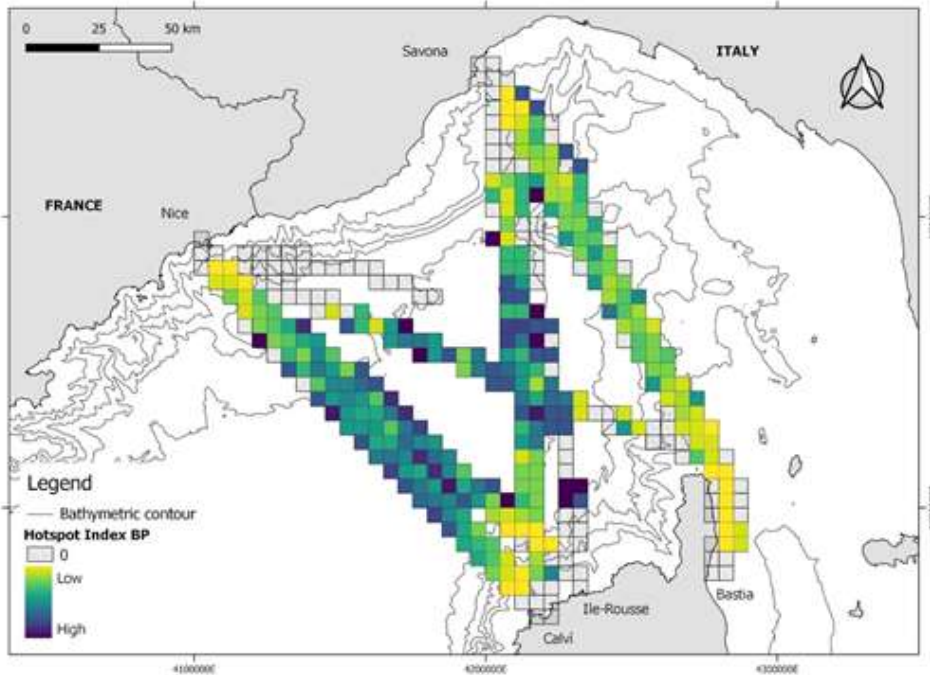 0 25 50 km
Savona
ITALY
FRANCE
Nice
Legend
Bathymetric contour
Hotspot Index BP
0
Low
High
Ile-Rousse
Bastia
Calvi
4100000E 4200000E 4300000E